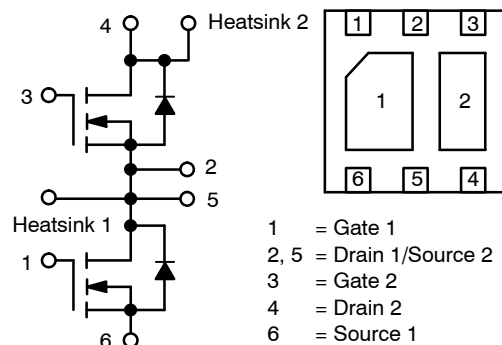 4 Heatsink 2
3
2
5
Heatsink 1
1
6
1 2 3
1 2
6 5 4
1 = Gate 1
2, 5 = Drain 1/Source 2
3 = Gate 2
4 = Drain 2
6 = Source 1